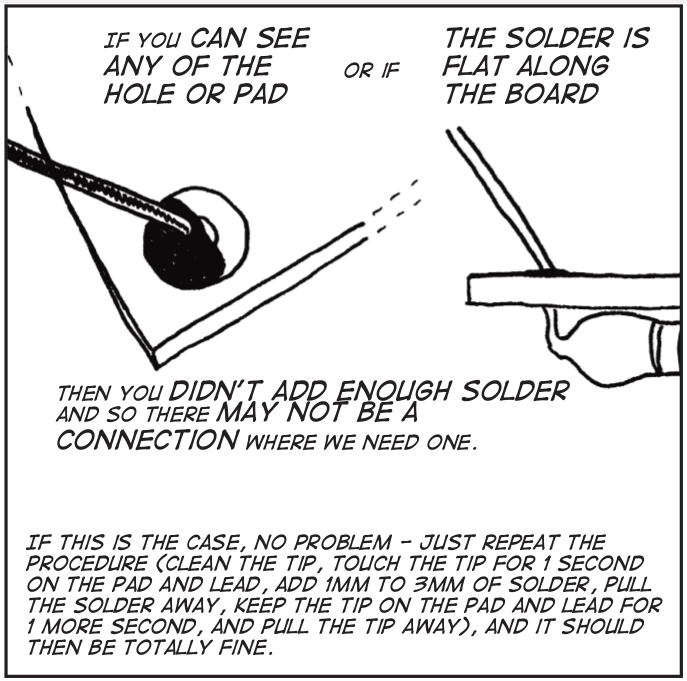 IF YOU CAN SEE
ANY OF THE
HOLE OR PAD
OR IF
THE SOLDER IS
FLAT ALONG
THE BOARD
THEN YOU DIDN'T ADD ENOUGH SOLDER
AND SO THERE MAY NOT BE A
CONNECTION WHERE WE NEED ONE.
IF THIS IS THE CASE, NO PROBLEM – JUST REPEAT THE
PROCEDURE (CLEAN THE TIP, TOUCH THE TIP FOR 1 SECOND
ON THE PAD AND LEAD, ADD 1MM TO 3MM OF SOLDER, PULL
THE SOLDER AWAY, KEEP THE TIP ON THE PAD AND LEAD FOR
1 MORE SECOND, AND PULL THE TIP AWAY), AND IT SHOULD
THEN BE TOTALLY FINE.